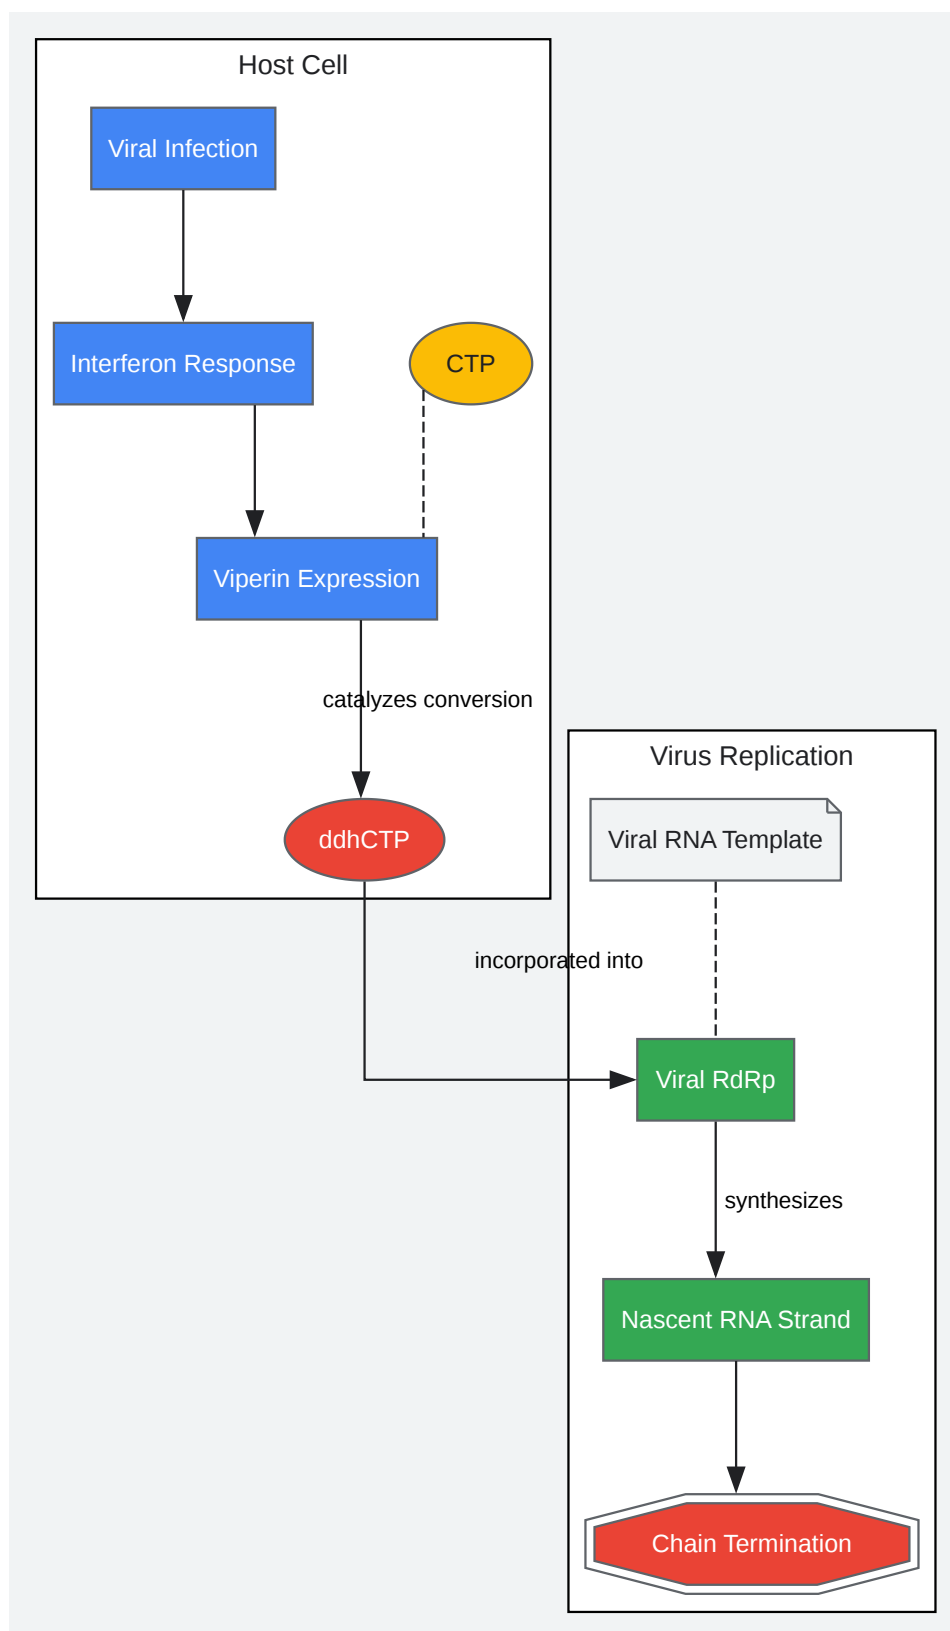 Host Cell
Viral Infection
Interferon Response
CTP
Viperin Expression
catalyzes conversion
ddhCTP
Virus Replication
Viral RNA Template
incorporated into
Viral RdRp
synthesizes
Nascent RNA Strand
Chain Termination